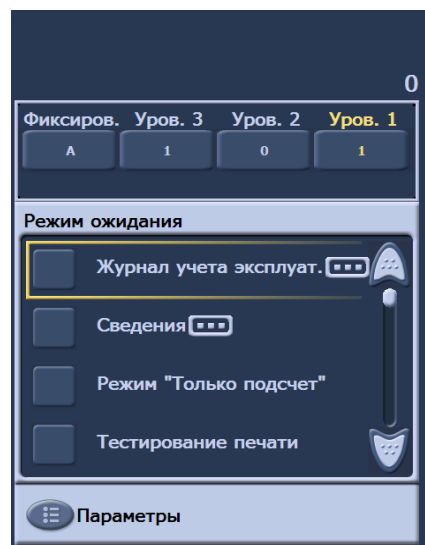 0
Фиксиров. Уров. 3 Уров. 2 Уров. 1
A 1 0 1
Режим ожидания
Журнал учета эксплуат.
Сведения
Режим "Только подсчет"
Тестирование печати
Параметры